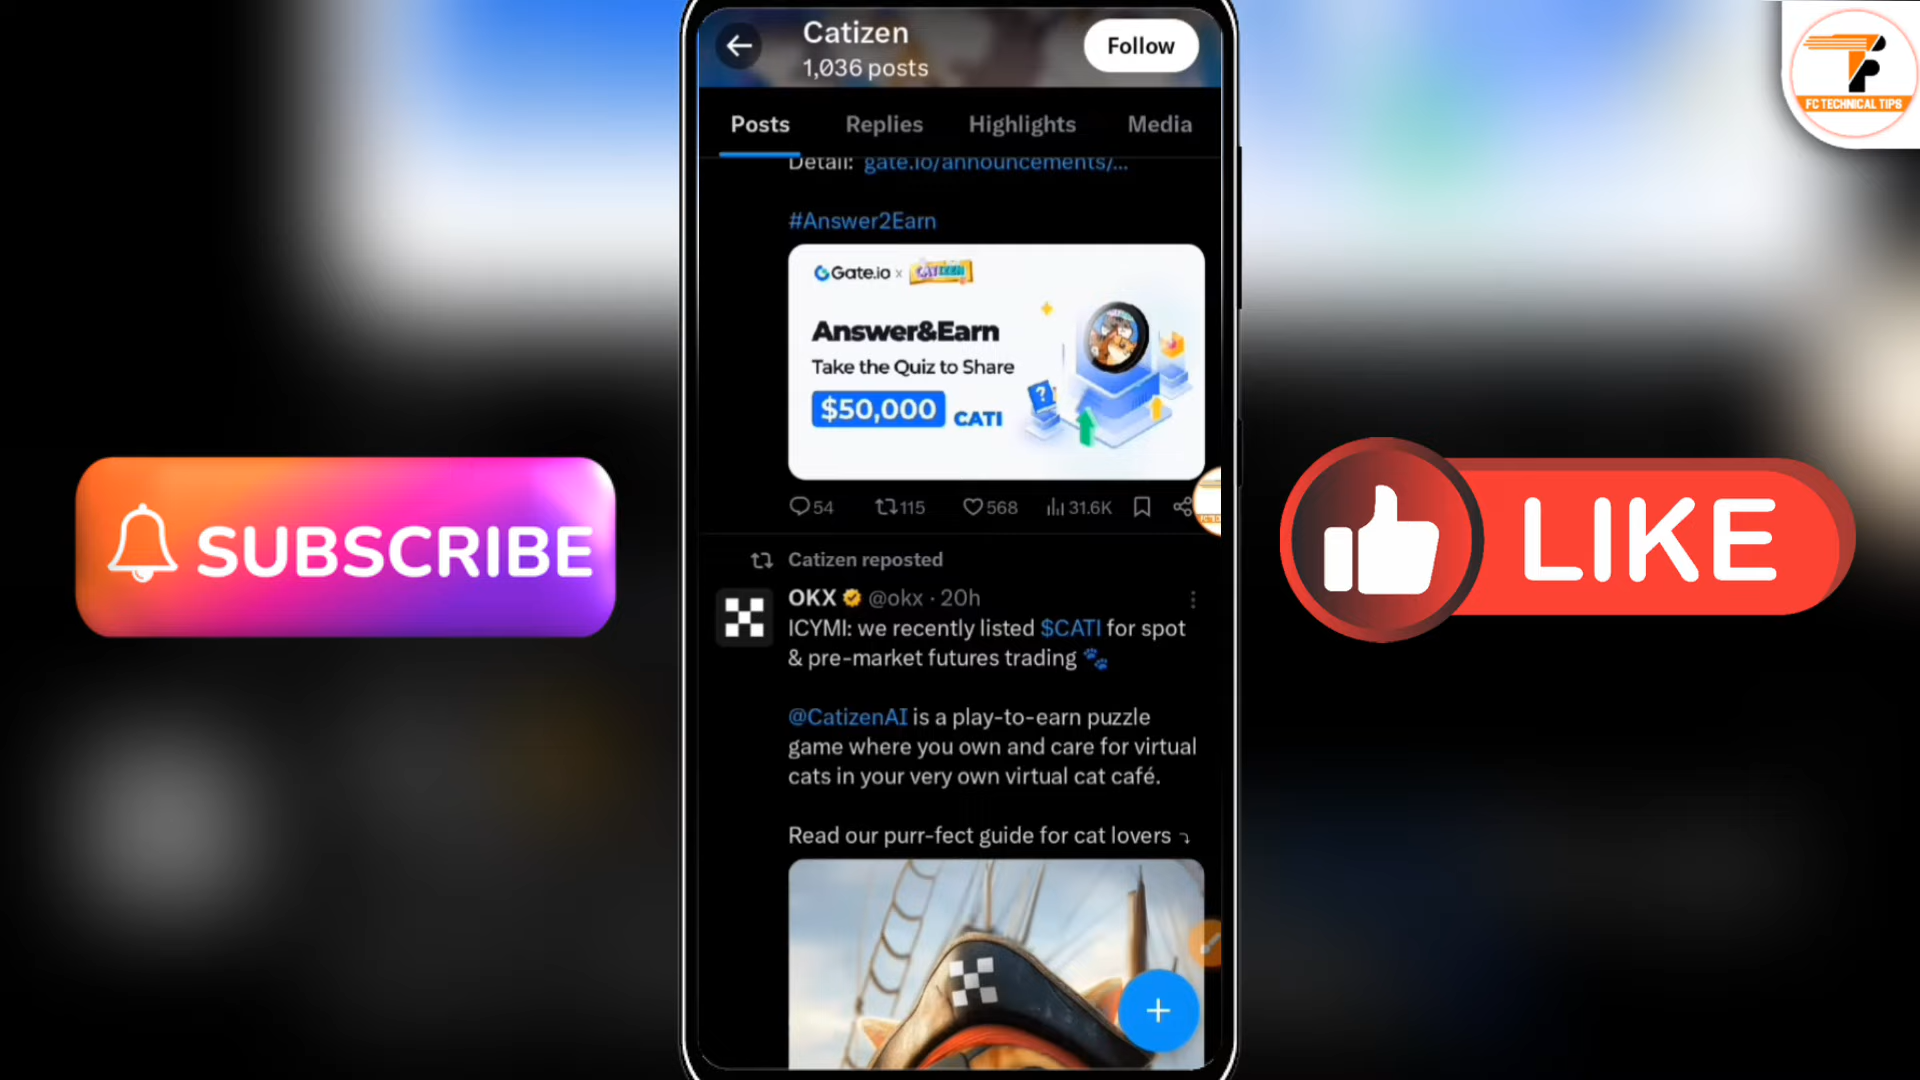 Catizen
1,036 posts
Follow
FC TECHNICAL TIPS
Posts Replies Highlights Media
Detail: gate.io/announcements/...
#Answer2Earn
Gate.io x CATIZEN
Answer&Earn
Take the Quiz to Share
$50,000 CATI
54 115 568 31.6K
SUBSCRIBE
LIKE
Catizen reposted
OKX @okx · 20h
ICYMI: we recently listed $CATI for spot
& pre-market futures trading
@CatizenAI is a play-to-earn puzzle
game where you own and care for virtual
cats in your very own virtual cat café.
Read our purr-fect guide for cat lovers